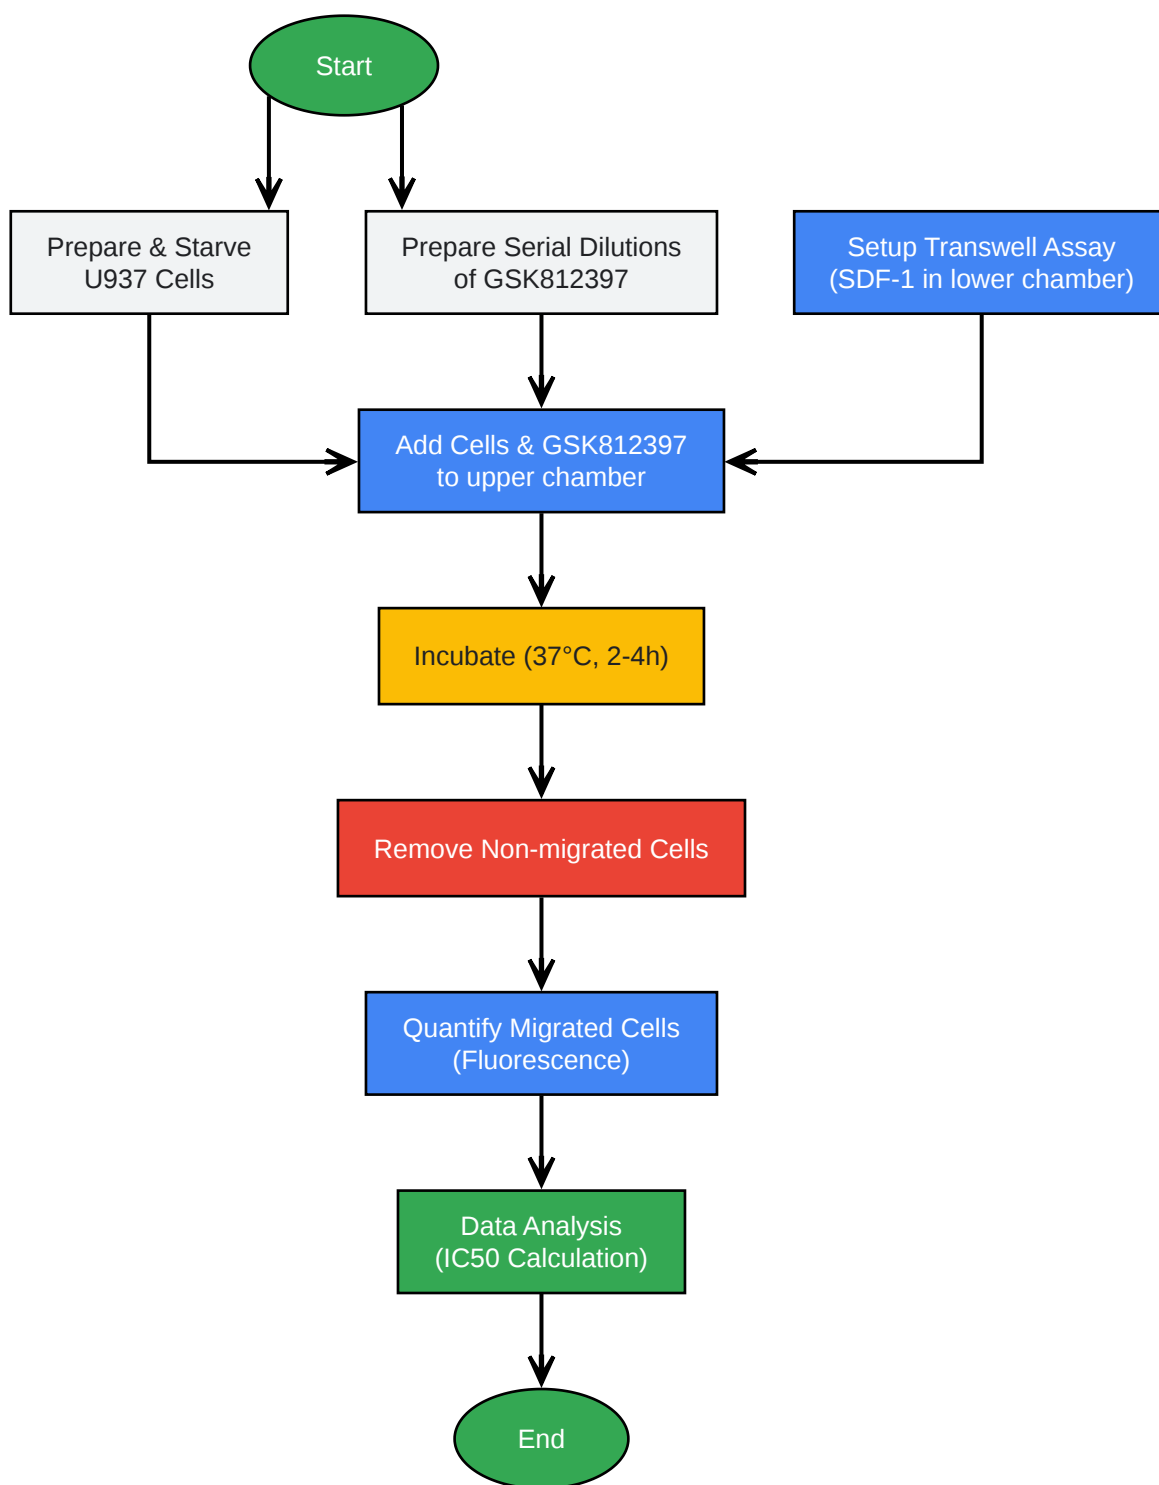 Start
Prepare & Starve
U937 Cells
Prepare Serial Dilutions
of GSK812397
Setup Transwell Assay
(SDF-1 in lower chamber)
Add Cells & GSK812397
to upper chamber
Incubate (37°C, 2-4h)
Remove Non-migrated Cells
Quantify Migrated Cells
(Fluorescence)
Data Analysis
(IC50 Calculation)
End